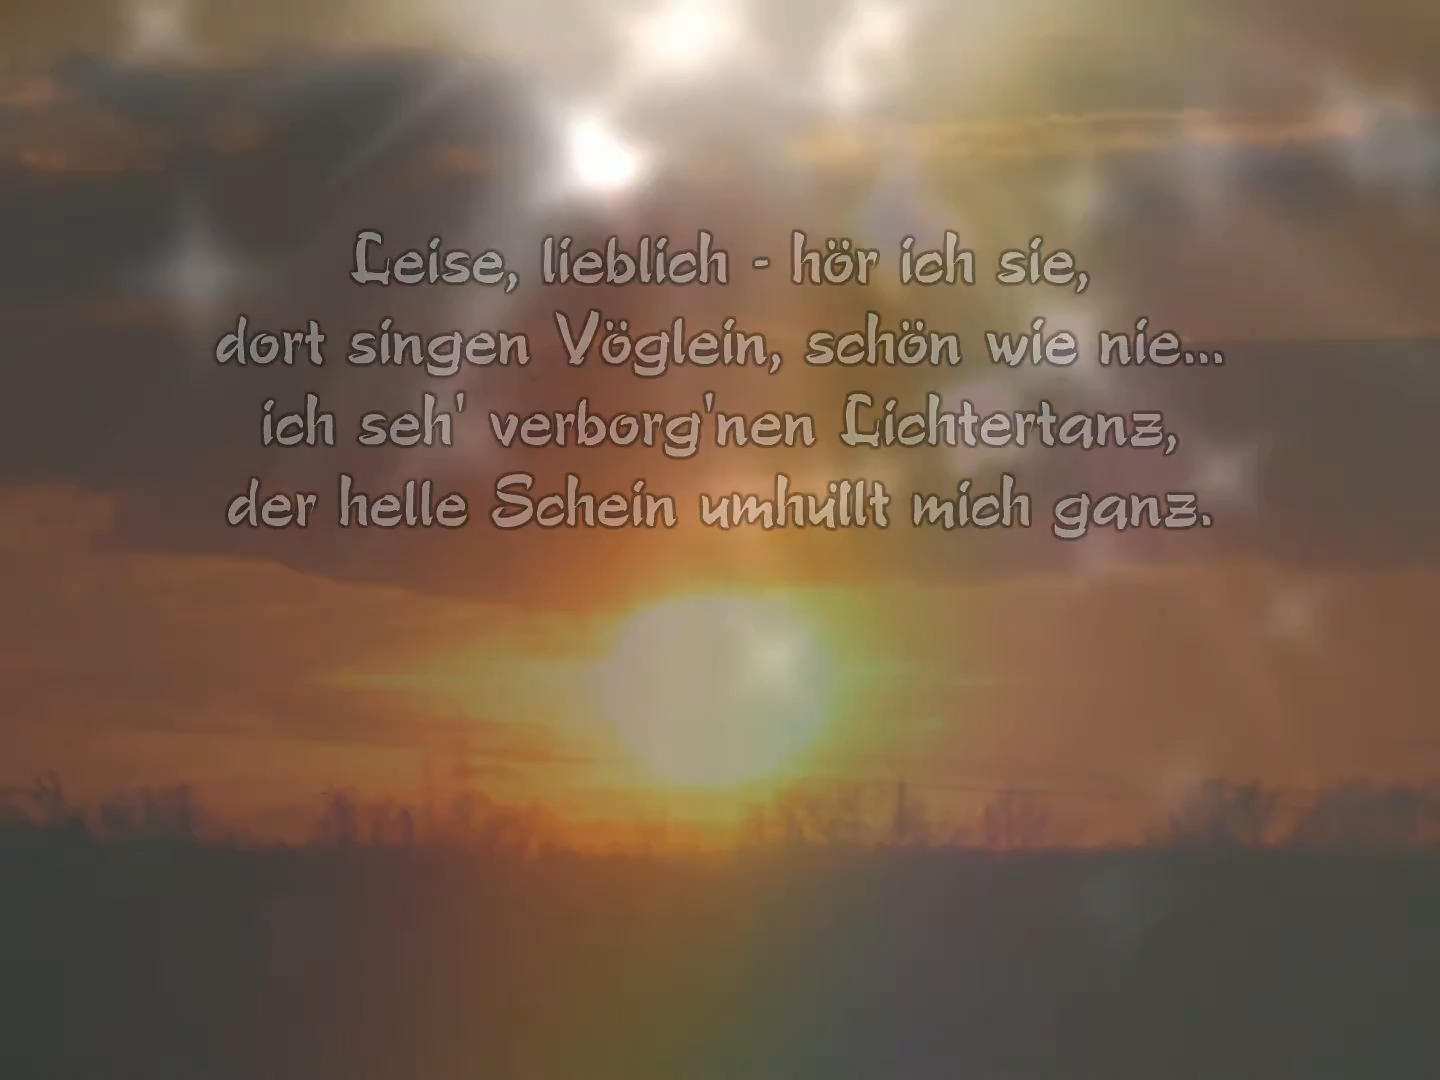 Leise, lieblich - hör ich sie,
dort singen Vöglein, schön wie nie...
ich seh' verborg'nen Lichtertanz,
der helle Schein umhüllt mich ganz.